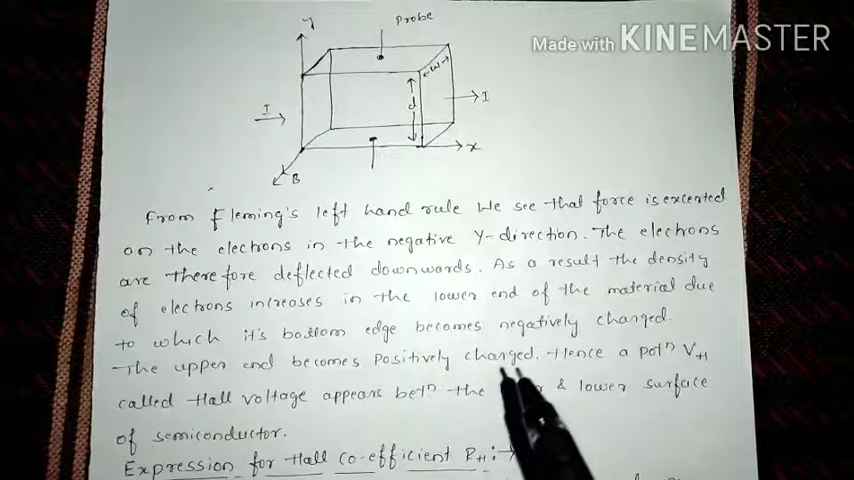 Made with KINEMASTER
Y
Probe
w
d
I
I
x
B
From Fleming's left hand rule We see that force is excerted
on the electrons in the negative Y-direction. The electrons
are therefore deflected downwards. As a result the density
of electrons increases in the lower end of the material due
to which it's bottom edge becomes negatively charged.
The upper end becomes Positively charged. Hence a potⁿ VH
called Hall voltage appears betⁿ the & lower surface
of semiconductor.
Expression for Hall Co-efficient RH:→